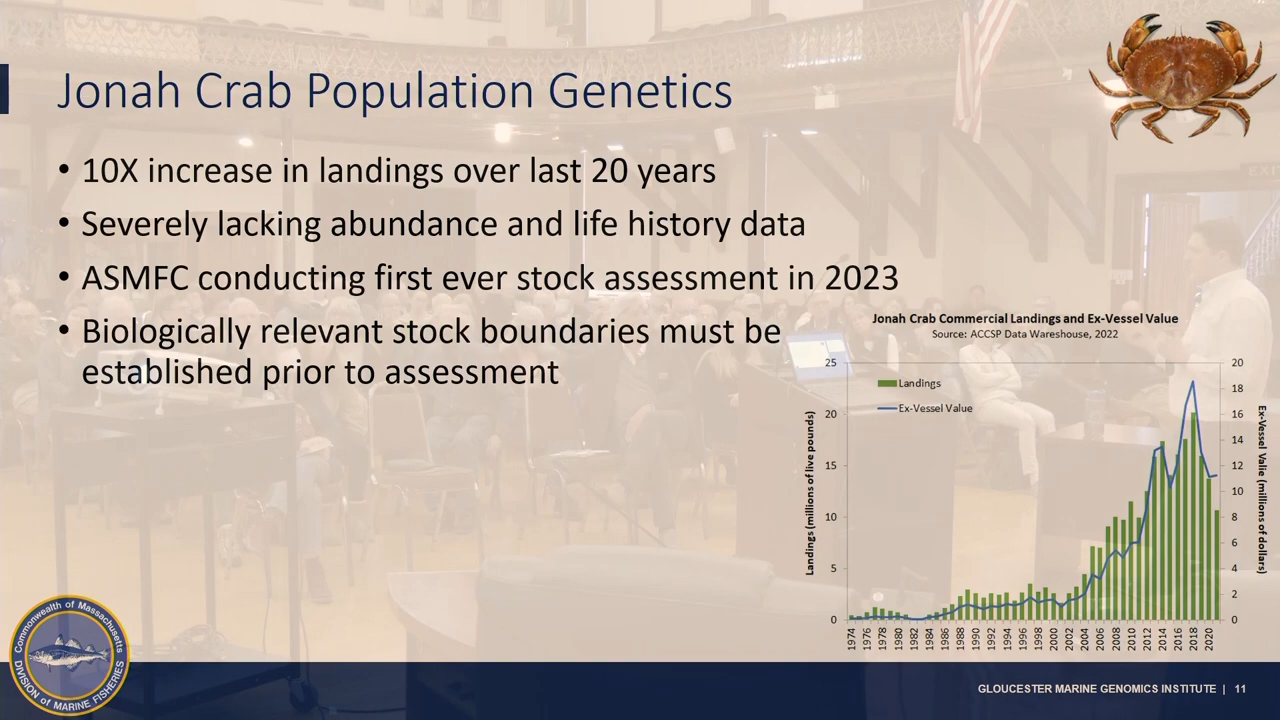 Jonah Crab Population Genetics
• 10X increase in landings over last 20 years
• Severely lacking abundance and life history data
• ASMFC conducting first ever stock assessment in 2023
• Biologically relevant stock boundaries must be
established prior to assessment
EXIT
Jonah Crab Commercial Landings and Ex-Vessel Value
Source: ACCSP Data Warehouse, 2022
Landings
Ex-Vessel Value
Landings (millions of live pounds)
25
20
15
10
5
0
20
18
16
14
12
10
8
6
4
2
0
Ex-Vessel Valie (millions of dollars)
1974 1976 1978 1980 1982 1984 1986 1988 1990 1992 1994 1996 1998 2000 2002 2004 2006 2008 2010 2012 2014 2016 2018 2020
Commonwealth of Massachusetts
DIVISION of MARINE FISHERIES
GLOUCESTER MARINE GENOMICS INSTITUTE | 11